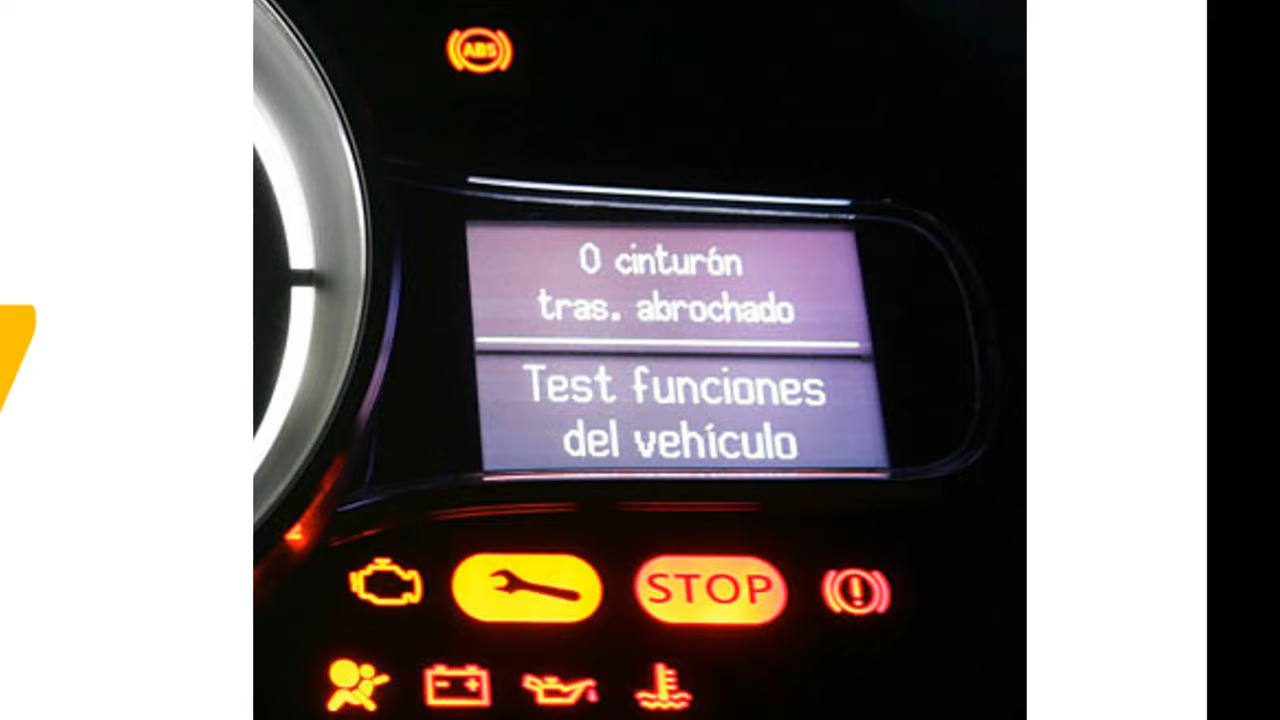 ABS
0 cinturón
tras. abrochado
Test funciones
del vehículo
STOP